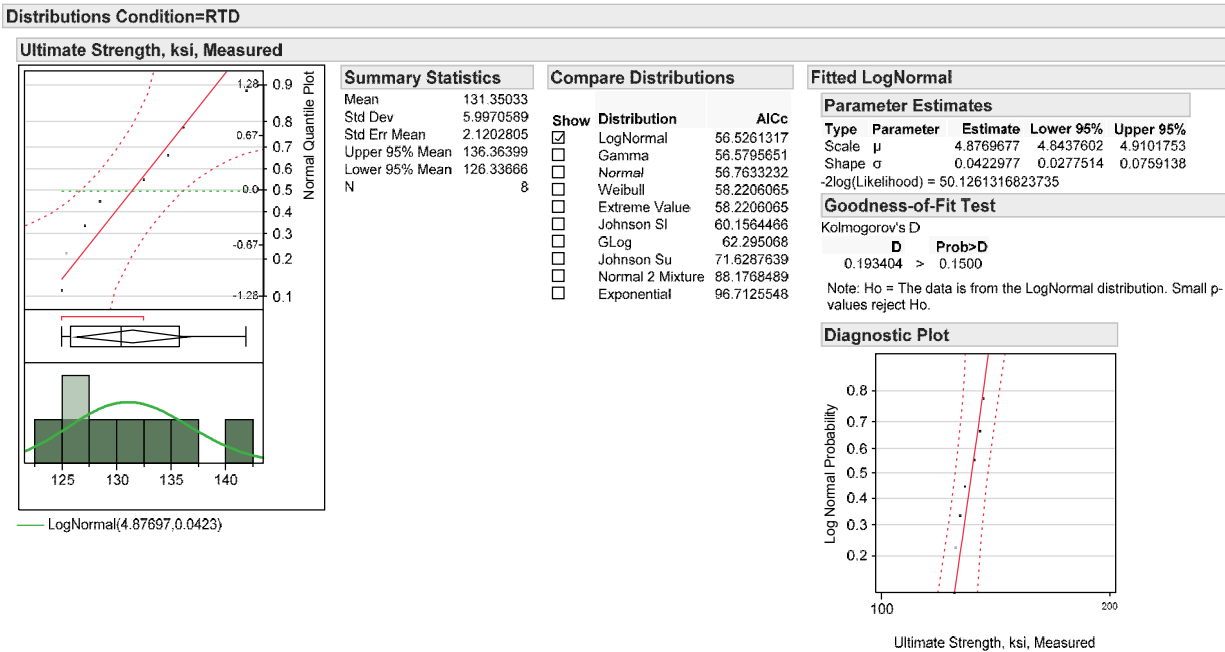 Distributions Condition=RTD
Ultimate Strength, ksi, Measured
1.28
0.67
0.0
-0.67
-1.28
0.9
0.8
0.7
0.6
0.5
0.4
0.3
0.2
0.1
Normal Quantile Plot
125 130 135 140
LogNormal(4.87697,0.0423)
Summary Statistics
Mean 131.35033
Std Dev 5.9970589
Std Err Mean 2.1202805
Upper 95% Mean 136.36399
Lower 95% Mean 126.33666
N 8
Compare Distributions
Show Distribution AICc
LogNormal 56.5261317
Gamma 56.5795651
Normal 56.7633232
Weibull 58.2206065
Extreme Value 58.2206065
Johnson Sl 60.1564466
GLog 62.295068
Johnson Su 71.6287639
Normal 2 Mixture 88.1768489
Exponential 96.7125548
Fitted LogNormal
Parameter Estimates
Type Parameter Estimate Lower 95% Upper 95%
Scale μ 4.8769677 4.8437602 4.9101753
Shape σ 0.0422977 0.0277514 0.0759138
-2log(Likelihood) = 50.1261316823735
Goodness-of-Fit Test
Kolmogorov's D
D Prob>D
0.193404 > 0.1500
Note: Ho = The data is from the LogNormal distribution. Small p-
values reject Ho.
Diagnostic Plot
Log Normal Probability
0.8
0.7
0.6
0.5
0.4
0.3
0.2
100 200
Ultimate Strength, ksi, Measured